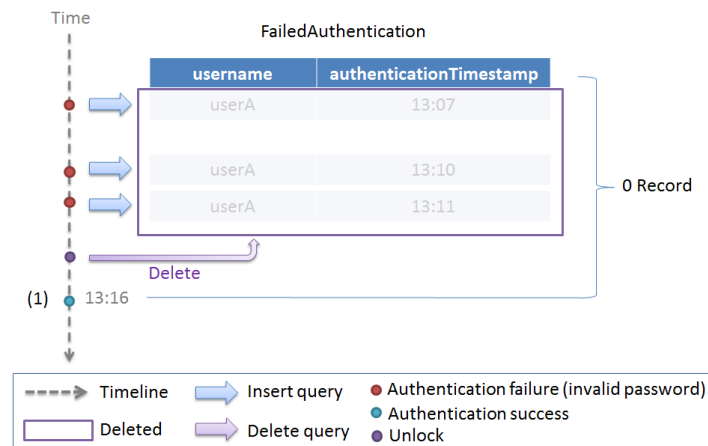 Time
FailedAuthentication
username authenticationTimestamp
userA 13:07
userA 13:10
userA 13:11
0 Record
Delete
(1) 13:16
Timeline Insert query Authentication failure (invalid password)
Authentication success
Deleted Delete query Unlock